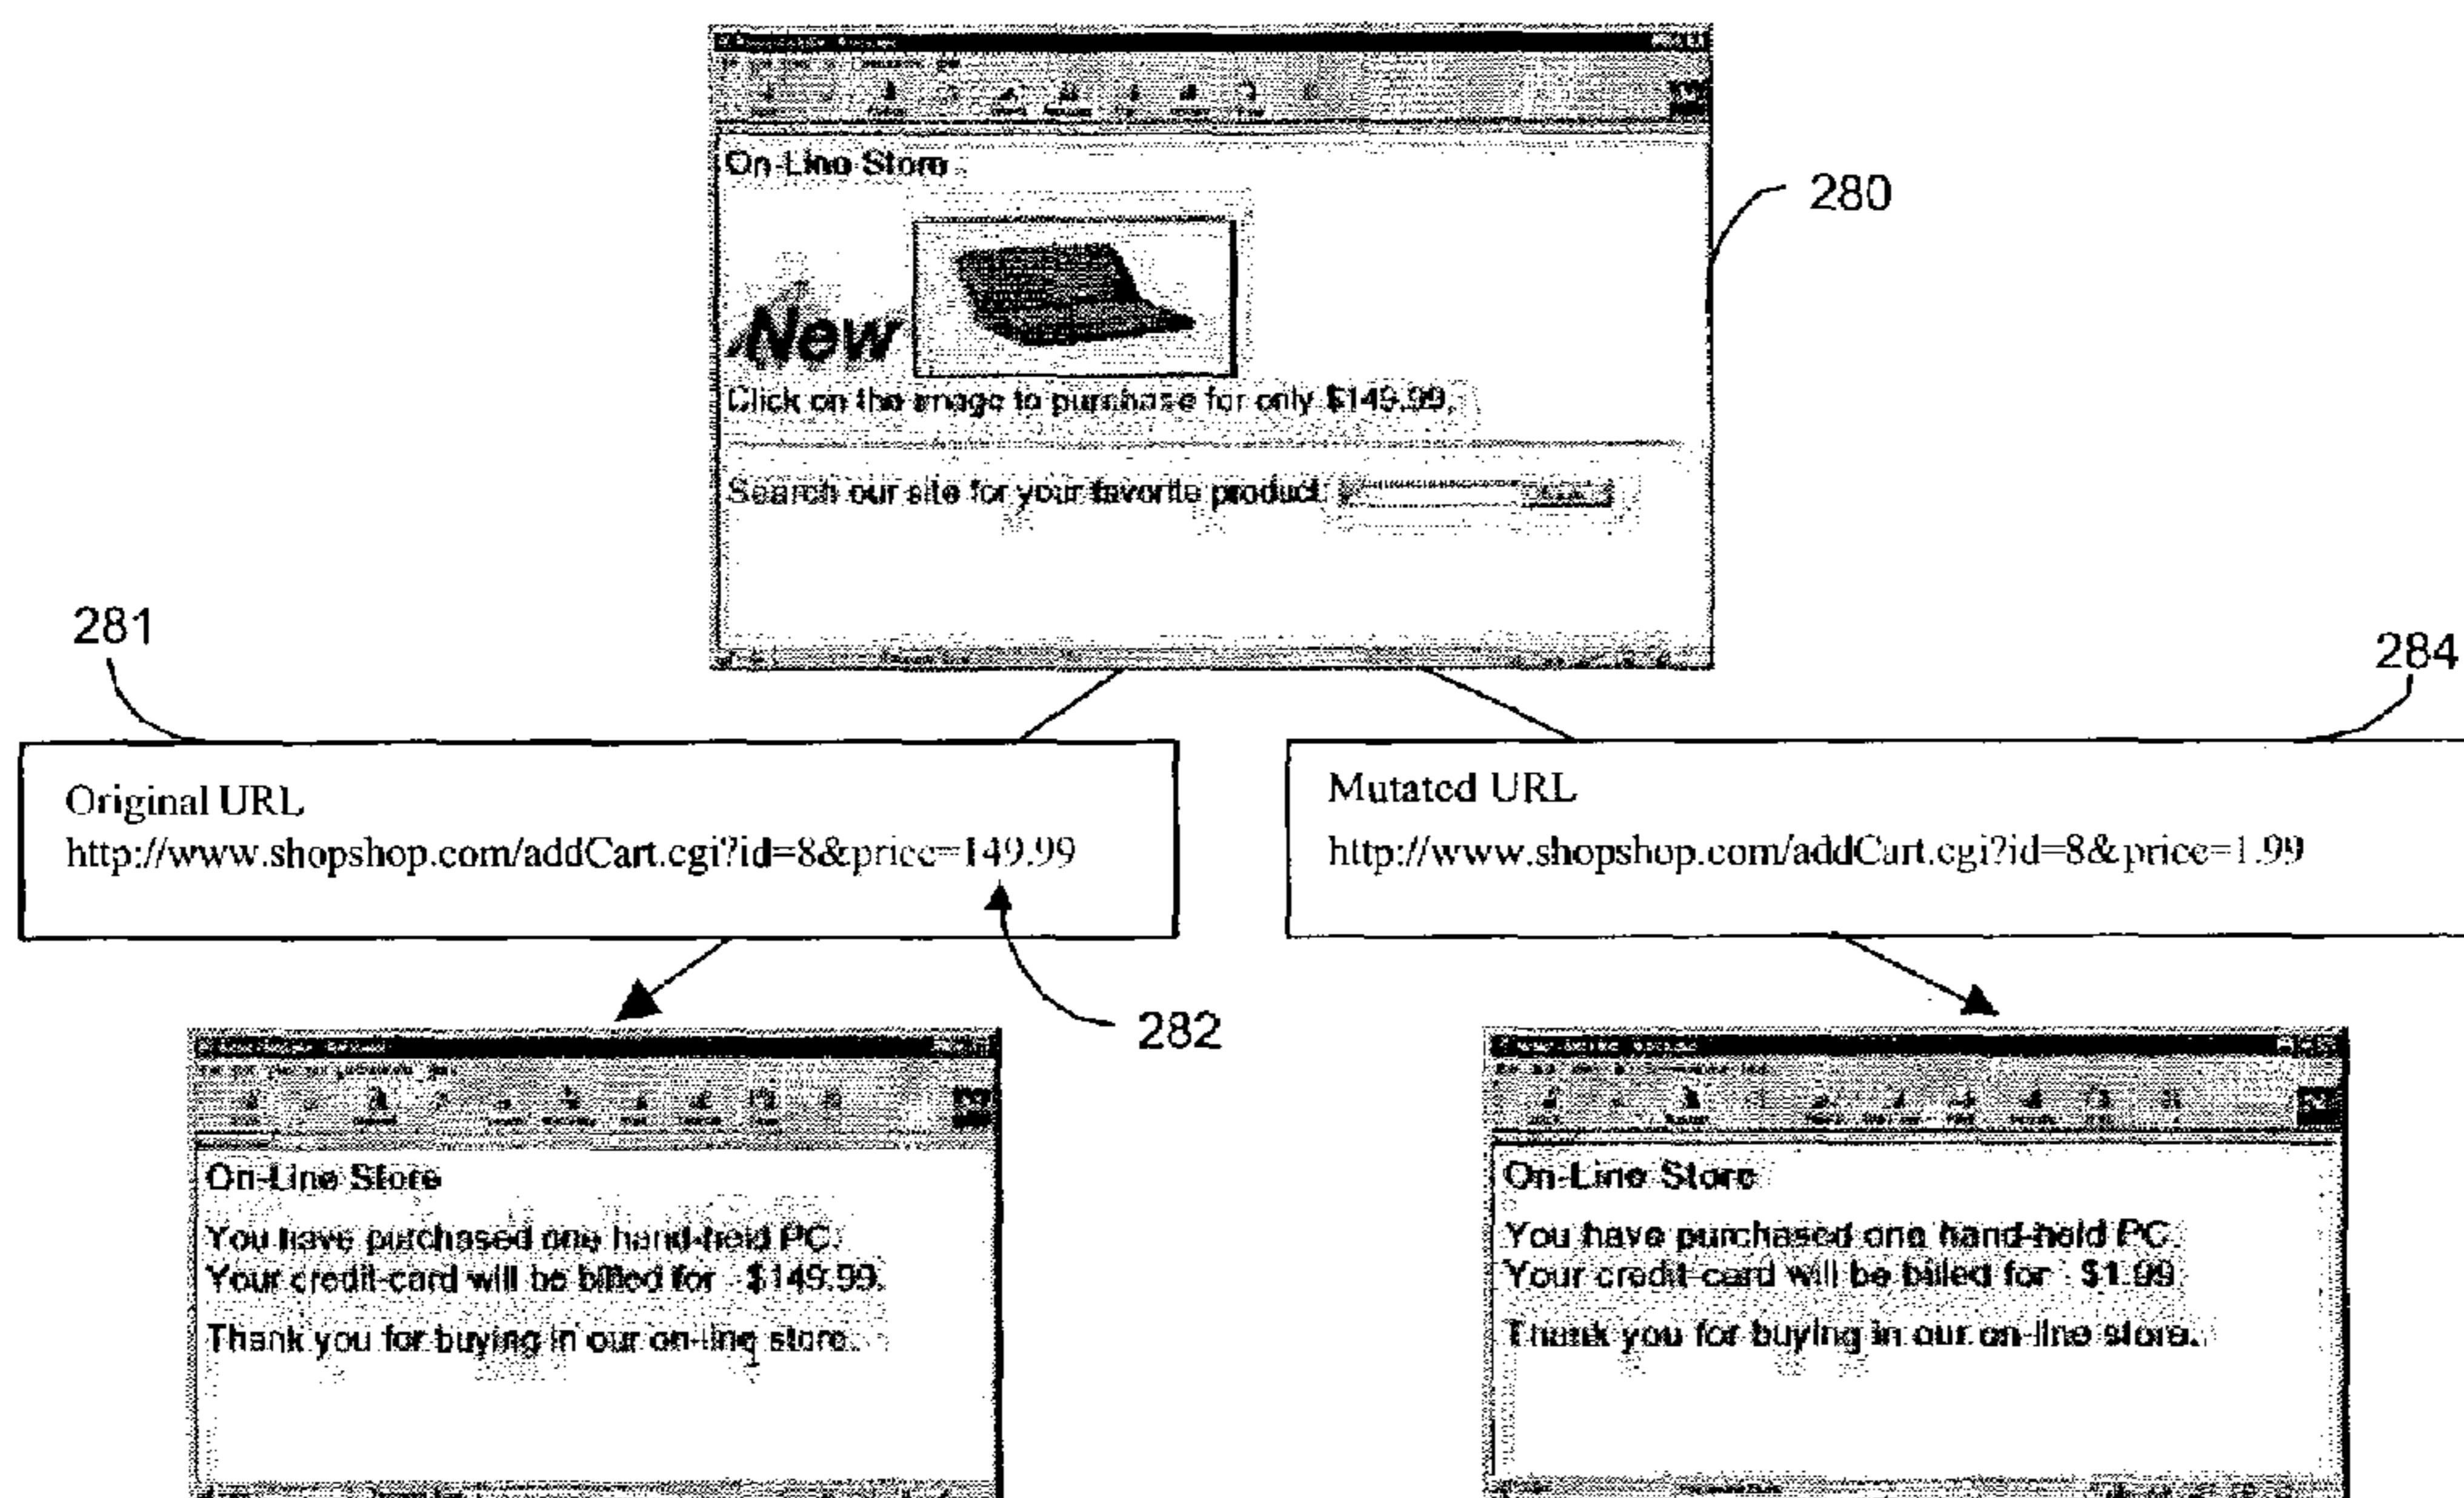 On-Line Store
280
New
Click on the image to purchase for only $149.99.
Search our site for your favorite product:
281
284
Original URL
http://www.shopshop.com/addCart.cgi?id=8&price=149.99
Mutated URL
http://www.shopshop.com/addCart.cgi?id=8&price=1.99
282
On-Line Store
You have purchased one hand-held PC.
Your credit-card will be billed for $149.99.
Thank you for buying in our on-line store.
On-Line Store
You have purchased one hand-held PC.
Your credit-card will be billed for $1.99
Thank you for buying in our on-line store.